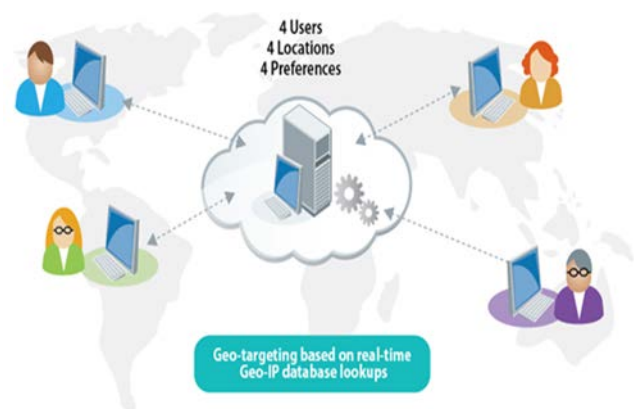 4 Users
4 Locations
4 Preferences
Geo-targeting based on real-time
Geo-IP database lookups